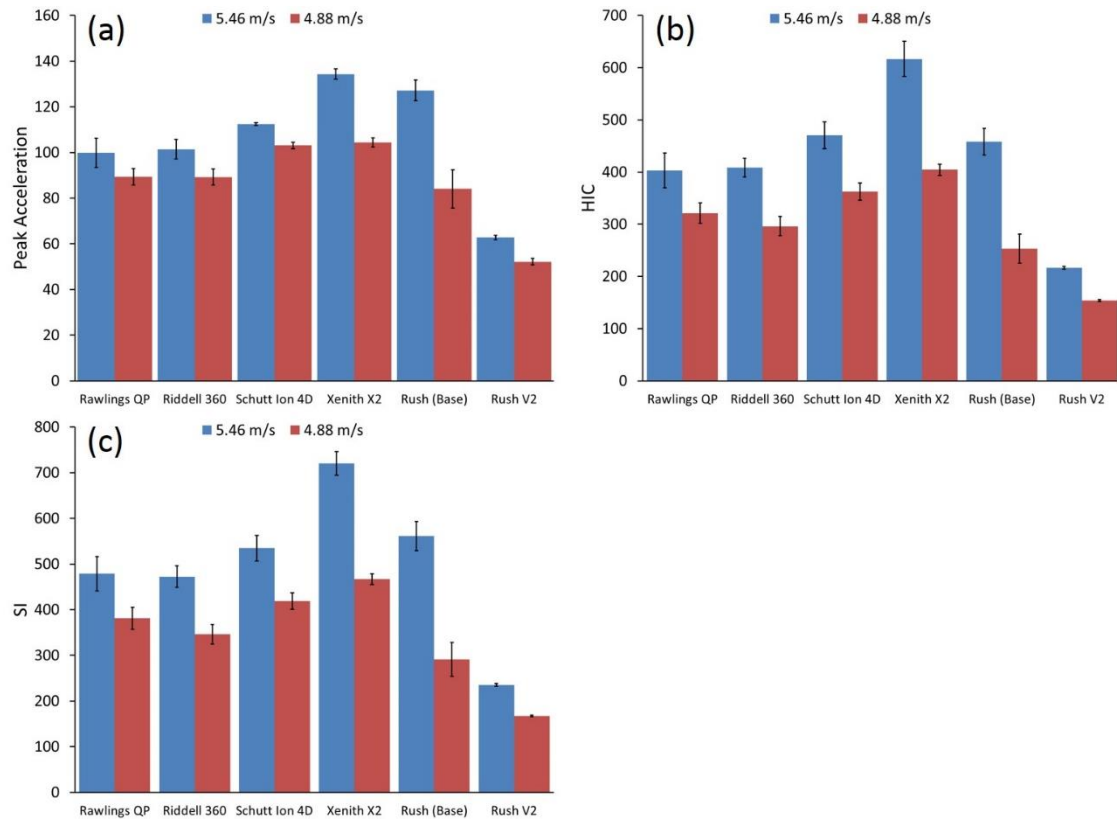 (a)
5.46 m/s 4.88 m/s
Peak Acceleration
160
140
120
100
80
60
40
20
0
Rawlings QP Riddell 360 Schutt Ion 4D Xenith X2 Rush (Base) Rush V2
(b)
5.46 m/s 4.88 m/s
HIC
700
600
500
400
300
200
100
0
Rawlings QP Riddell 360 Schutt Ion 4D Xenith X2 Rush (Base) Rush V2
(c)
5.46 m/s 4.88 m/s
SI
800
700
600
500
400
300
200
100
0
Rawlings QP Riddell 360 Schutt Ion 4D Xenith X2 Rush (Base) Rush V2